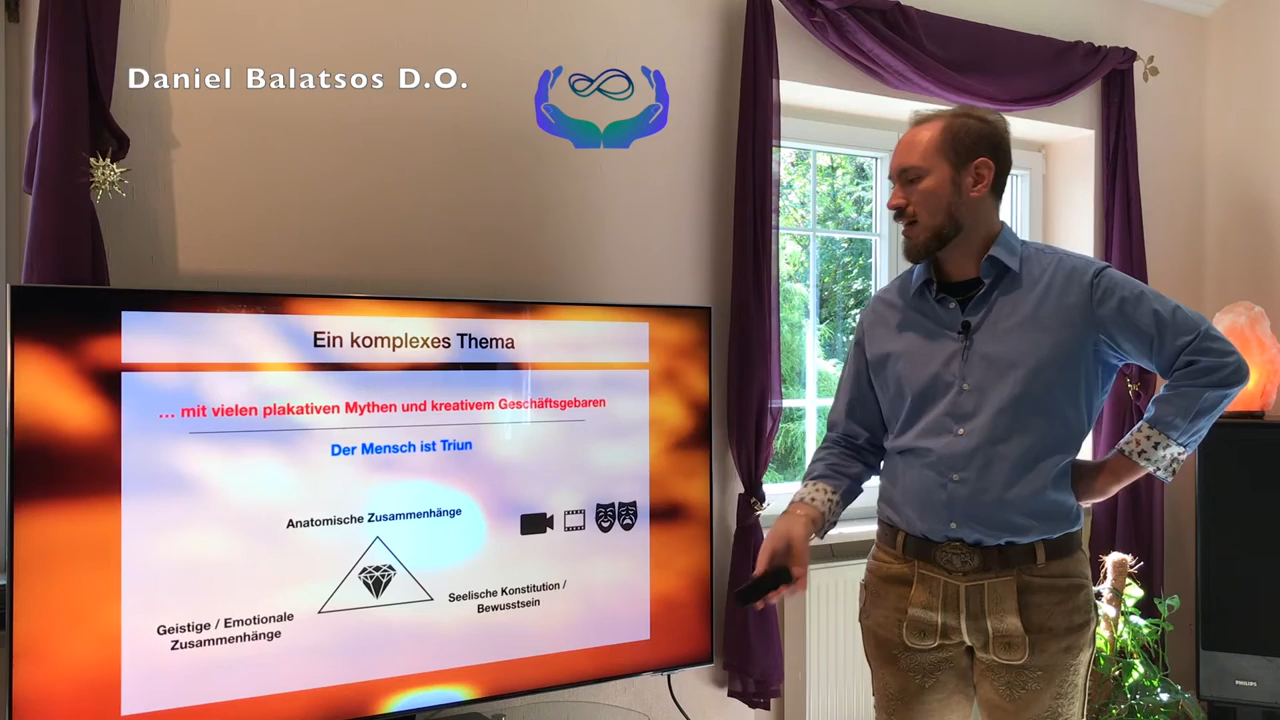 Daniel Balatsos D.O.
Ein komplexes Thema
... mit vielen plakativen Mythen und kreativem Geschäftsgebaren
Der Mensch ist Triun
Anatomische Zusammenhänge
Geistige / Emotionale
Zusammenhänge
Seelische Konstitution /
Bewusstsein
PHILIPS